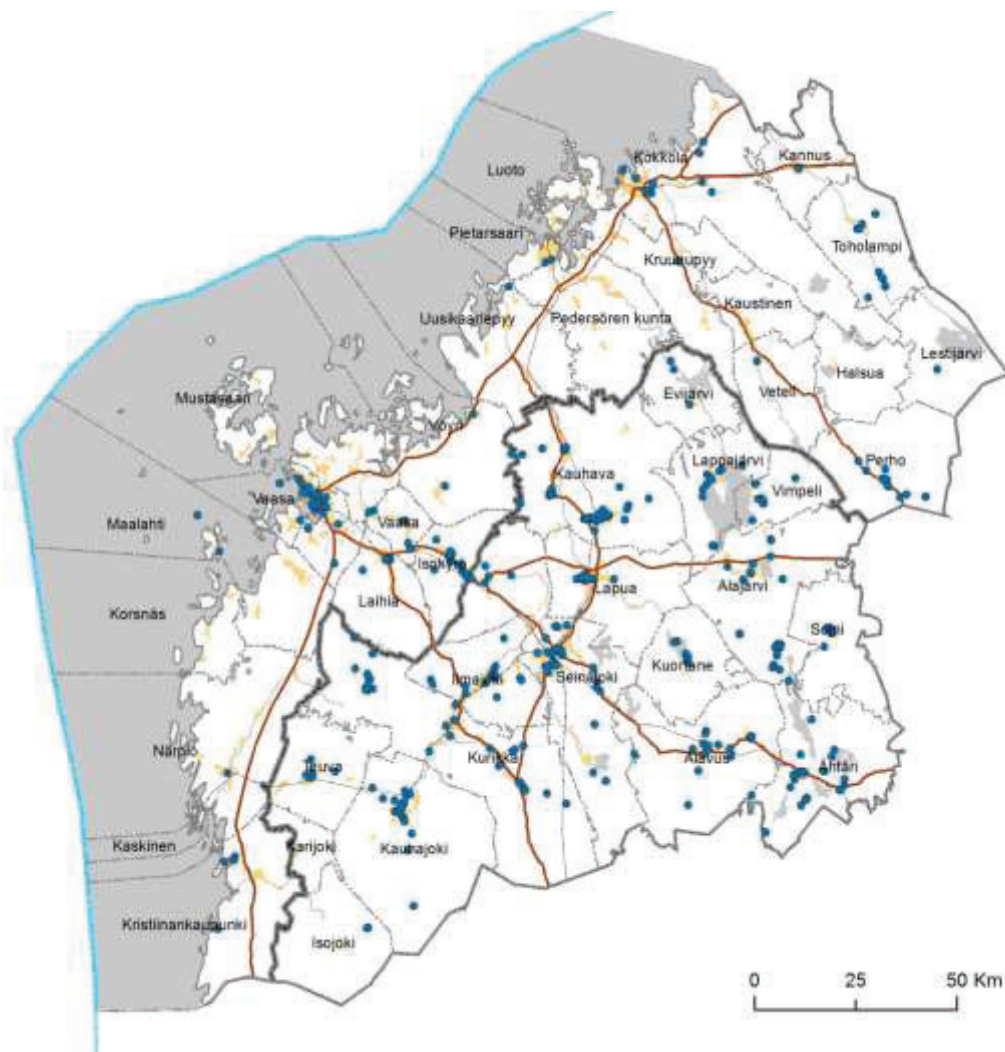 Kokkola
Kannus
Luoto
Pietarsaari
Toholampi
Kruunupyy
Kaustinen
Uusikaarlepyy
Pedersören kunta
Lestijärvi
Halsua
Evijärvi
Veteli
Mustasaari
Vöyri
Perho
Lappajärvi
Kauhava
Vimpeli
Vaasa
Maalahti
Vaasa
Isokyrö
Lapua
Alajärvi
Laihia
Korsnäs
Soini
Kuortane
Ilmajoki
Seinäjoki
Närpiö
Kurikka
Alavus
Ähtäri
Teuva
Kaskinen
Karijoki
Kauhajoki
Kristiinankaupunki
Isojoki
0 25 50 Km